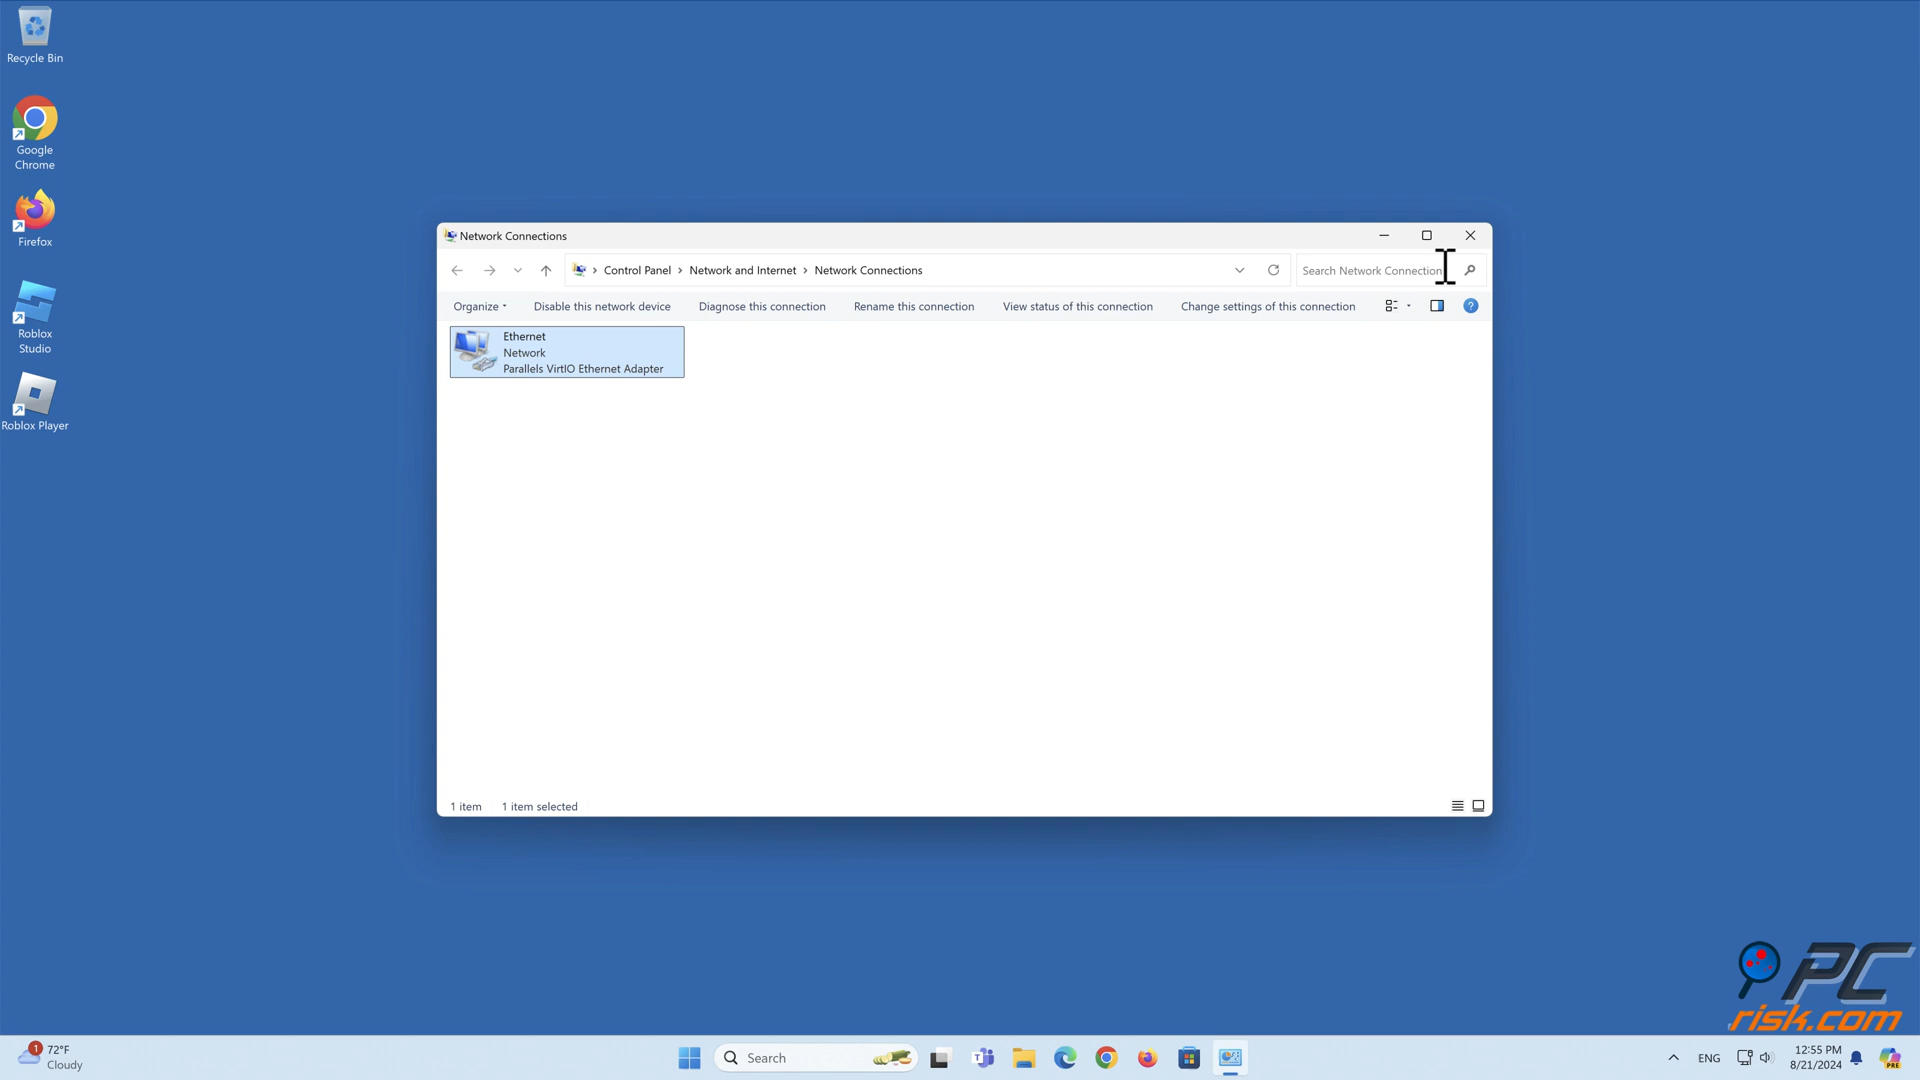 Recycle Bin
Google
Chrome
Firefox
Roblox
Studio
Roblox Player
Network Connections
Control Panel > Network and Internet > Network Connections
Search Network Connection
Organize
Disable this network device
Diagnose this connection
Rename this connection
View status of this connection
Change settings of this connection
?
Ethernet
Network
Parallels VirtIO Ethernet Adapter
1 item
1 item selected
PC
risk.com
1
72°F
Cloudy
Search
T
ENG
12:55 PM
8/21/2024
PRE